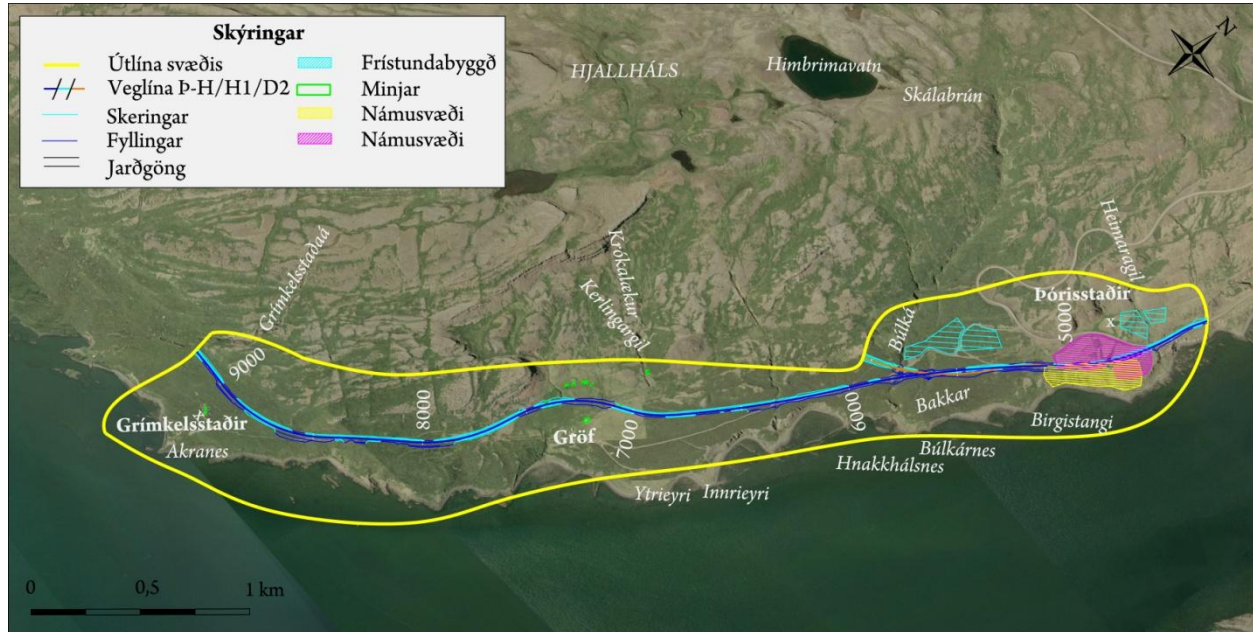 Skýringar
Útlína svæðis
Veglína Þ-H/H1/D2
Skeringar
Fyllingar
Jarðgöng
Frístundabyggð
Minjar
Námusvæði
Námusvæði
N
HJALLHÁLS
Himbrimavatn
Skálabrún
Grímkelsstaðaá
Krókalækur
Kerlingargil
Heimaragil
Þórisstaðir
x
Búlká
5000
9000
8000
7000
6000
Grímkelsstaðir
Akranes
Gröf
Bakkar
Birgistangi
Búlkárnes
Hnakkhálsnes
Ytrieyri
Innrieyri
0
0,5
1 km